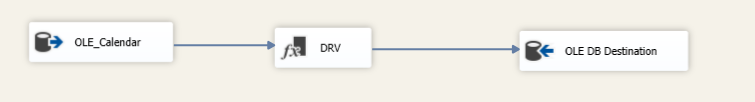 OLE_Calendar
DRV
OLE DB Destination